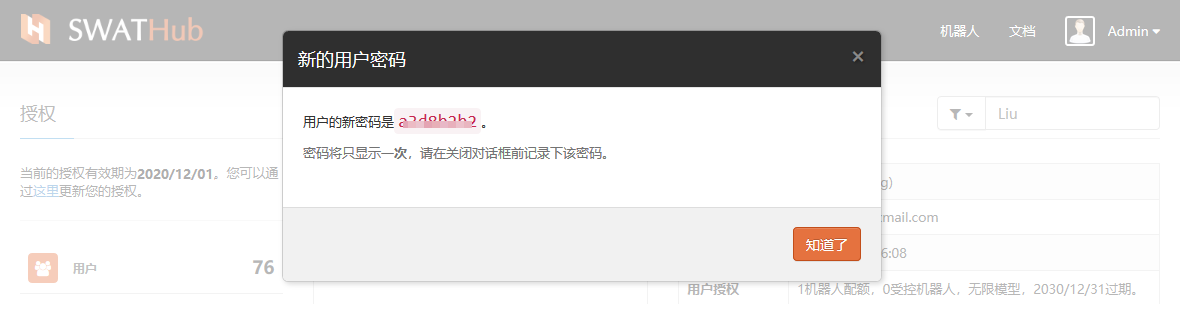 SWATHub
机器人
文档
Admin
新的用户密码
×
授权
Liu
用户的新密码是
。
密码将只显示一次，请在关闭对话框前记录下该密码。
当前的授权有效期为2020/12/01。您可以通
过这里更新您的授权。
g)
mail.com
6:08
用户
76
知道了
用户授权
1机器人配额，0受控机器人，无限模型，2030/12/31过期。